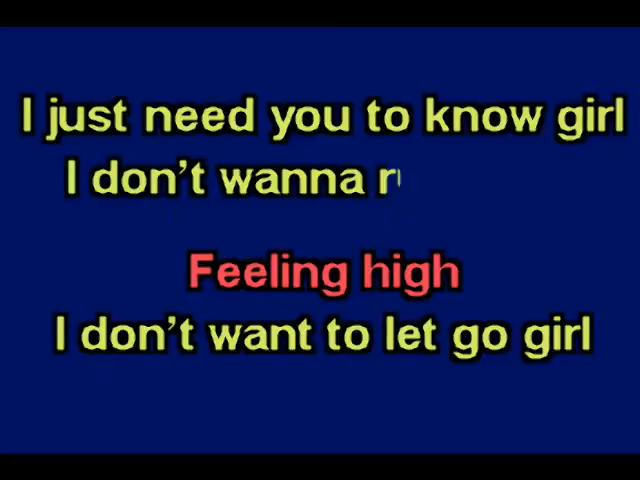 I just need you to know girl
I don't wanna
Feeling high
I don't want to let go girl